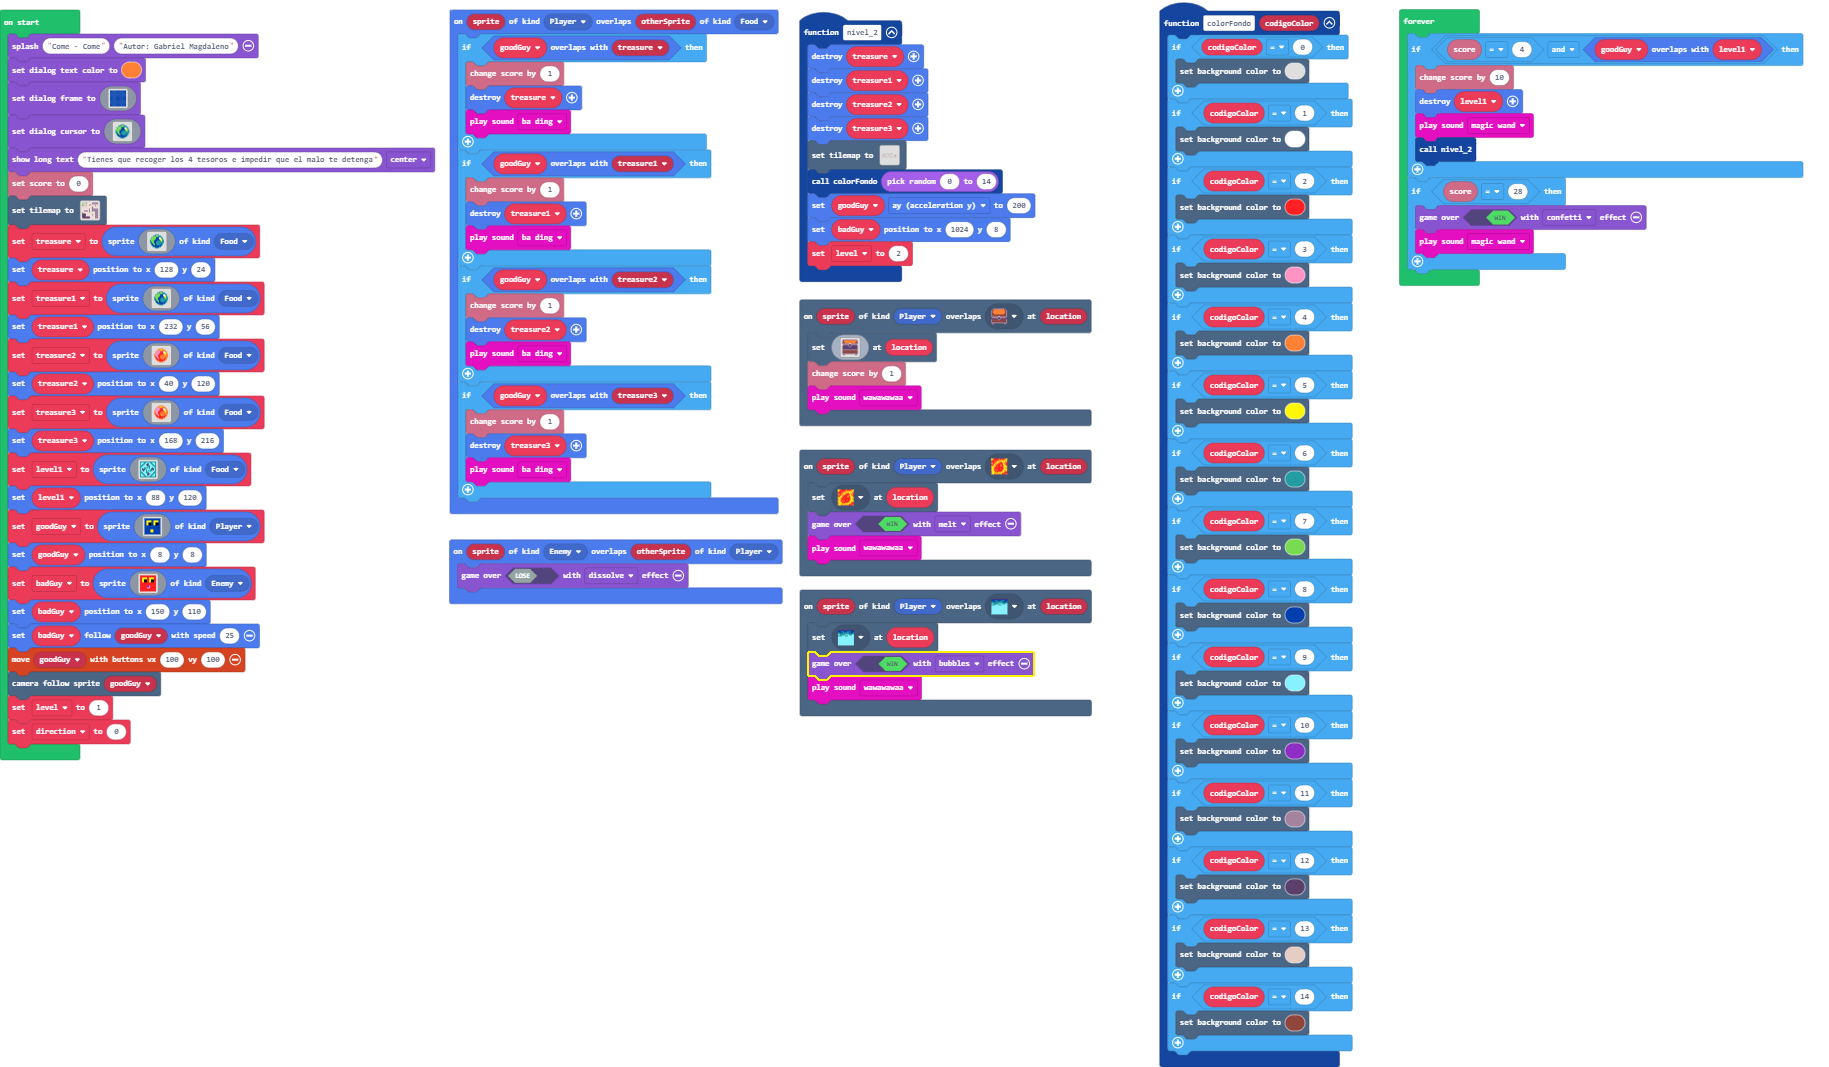 on start
splash "Come - Come" "Autor: Gabriel Magdaleno"
set dialog text color to
set dialog frame to
set dialog cursor to
show long text "Tienes que recoger los 4 tesoros e impedir que el malo te detenga" center
set score to 0
set tilemap to
set treasure to sprite of kind Food
set treasure position to x 128 y 24
set treasure1 to sprite of kind Food
set treasure1 position to x 232 y 56
set treasure2 to sprite of kind Food
set treasure2 position to x 40 y 120
set treasure3 to sprite of kind Food
set treasure3 position to x 168 y 216
set level1 to sprite of kind Food
set level1 position to x 88 y 120
set goodGuy to sprite of kind Player
set goodGuy position to x 8 y 8
set badGuy to sprite of kind Enemy
set badGuy position to x 150 y 110
set badGuy follow goodGuy with speed 25
move goodGuy with buttons vx 100 vy 100
camera follow sprite goodGuy
set level to 1
set direction to 0
on sprite of kind Player overlaps otherSprite of kind Food
if goodGuy overlaps with treasure then
change score by 1
destroy treasure
play sound ba ding
if goodGuy overlaps with treasure1 then
change score by 1
destroy treasure1
play sound ba ding
if goodGuy overlaps with treasure2 then
change score by 1
destroy treasure2
play sound ba ding
if goodGuy overlaps with treasure3 then
change score by 1
destroy treasure3
play sound ba ding
on sprite of kind Enemy overlaps otherSprite of kind Player
game over LOSE with dissolve effect
function nivel_2
destroy treasure
destroy treasure1
destroy treasure2
destroy treasure3
set tilemap to
call colorFondo pick random 0 to 14
set goodGuy ay (acceleration y) to 200
set badGuy position to x 1024 y 8
set level to 2
on sprite of kind Player overlaps at location
set at location
change score by 1
play sound wawawawaa
on sprite of kind Player overlaps at location
set at location
game over WIN with melt effect
play sound wawawawaa
on sprite of kind Player overlaps at location
set at location
game over WIN with bubbles effect
play sound wawawawaa
function colorFondo codigoColor
if codigoColor = 0 then
set background color to
if codigoColor = 1 then
set background color to
if codigoColor = 2 then
set background color to
if codigoColor = 3 then
set background color to
if codigoColor = 4 then
set background color to
if codigoColor = 5 then
set background color to
if codigoColor = 6 then
set background color to
if codigoColor = 7 then
set background color to
if codigoColor = 8 then
set background color to
if codigoColor = 9 then
set background color to
if codigoColor = 10 then
set background color to
if codigoColor = 11 then
set background color to
if codigoColor = 12 then
set background color to
if codigoColor = 13 then
set background color to
if codigoColor = 14 then
set background color to
forever
if score = 4 and goodGuy overlaps with level1 then
change score by 10
destroy level1
play sound magic wand
call nivel_2
if score = 28 then
game over WIN with confetti effect
play sound magic wand